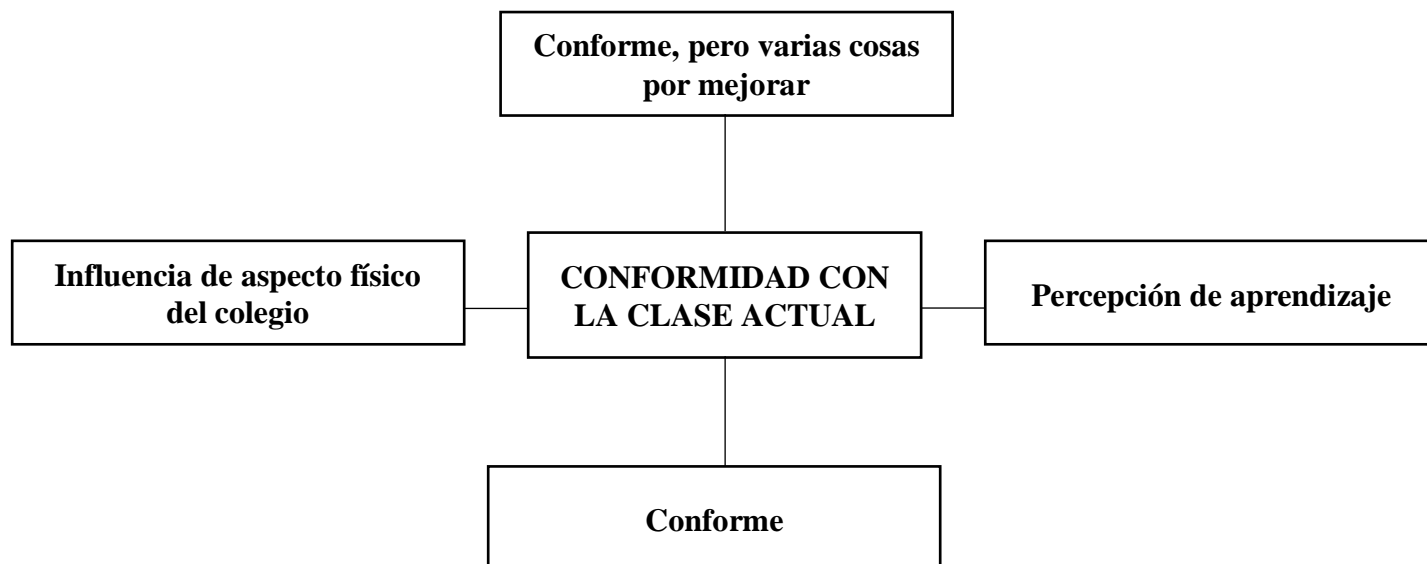 Conforme, pero varias cosas
por mejorar
Influencia de aspecto físico
del colegio
CONFORMIDAD CON
LA CLASE ACTUAL
Percepción de aprendizaje
Conforme